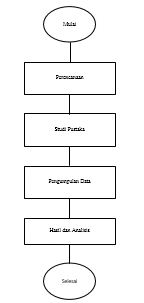 Mulai
Perencanaan
Studi Pustaka
Pengumpulan Data
Hasil dan Analisis
Selesai